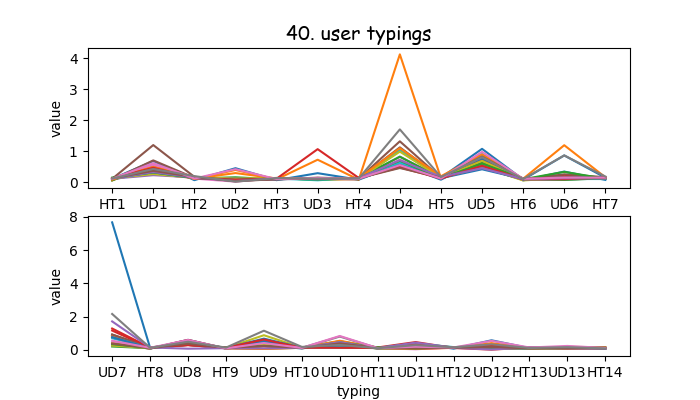 40. user typings
value
4
3
2
1
0
HT1 UD1 HT2 UD2 HT3 UD3 HT4 UD4 HT5 UD5 HT6 UD6 HT7
value
8
6
4
2
0
UD7 HT8 UD8 HT9 UD9 HT10 UD10 HT11 UD11 HT12 UD12 HT13 UD13 HT14
typing